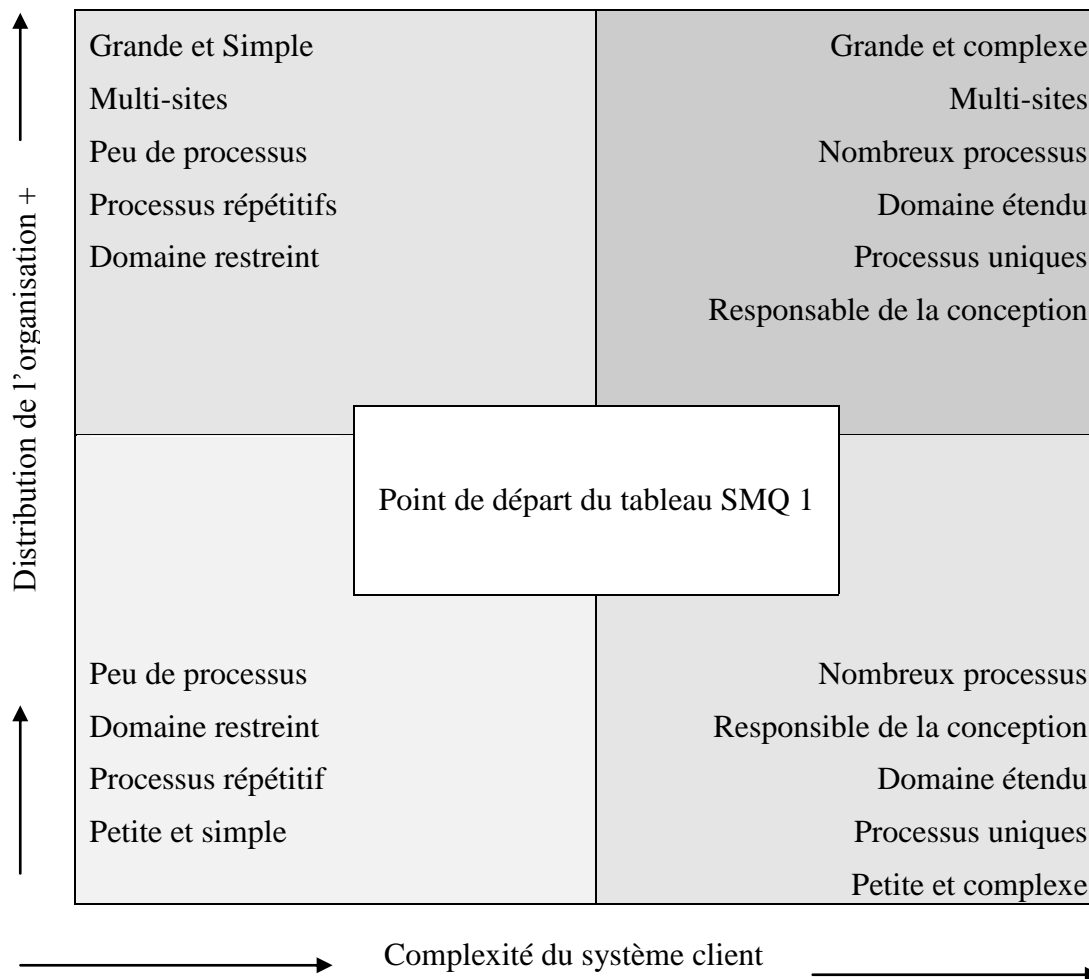 Distribution de l'organisation +
Grande et Simple
Multi-sites
Peu de processus
Processus répétitifs
Domaine restreint
Grande et complexe
Multi-sites
Nombreux processus
Domaine étendu
Processus uniques
Responsable de la conception
Point de départ du tableau SMQ 1
Peu de processus
Domaine restreint
Processus répétitif
Petite et simple
Nombreux processus
Responsible de la conception
Domaine étendu
Processus uniques
Petite et complexe
Complexité du système client